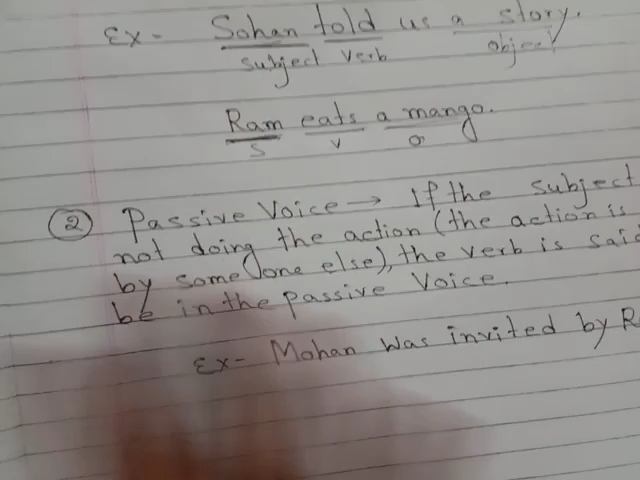 Ex- Sohan told us a story.
subject verb object
Ram eats a mango.
S V O
② Passive Voice → If the subject
not doing the action (the action is
by some one else), the verb is said
be in the passive Voice.
Ex- Mohan was invited by R